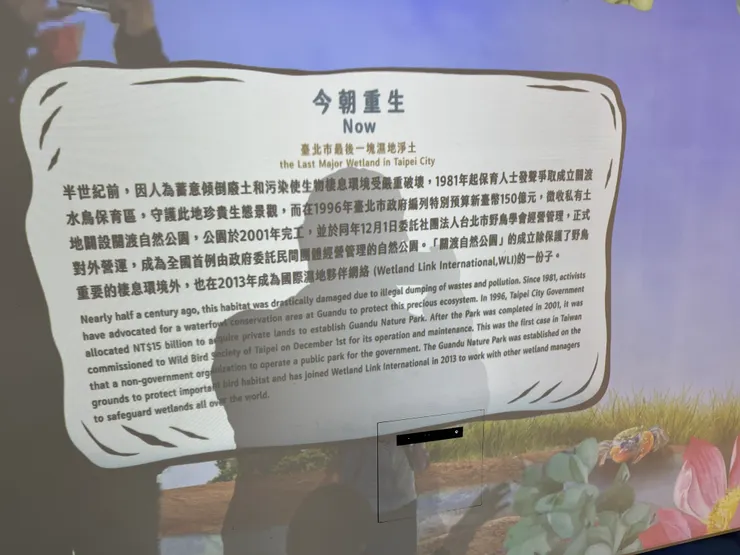 今朝重生
Now
臺北市最後一塊濕地淨土
the Last Major Wetland in Taipei City
半世紀前，因人為蓄意傾倒廢土和污染使生物棲息環境受嚴重破壞，1981年起保育人士發聲爭取成立關渡
水鳥保育區，守護此地珍貴生態景觀，而在1996年臺北市政府編列特別預算新臺幣150億元，徵收私有土
地闢設關渡自然公園，公園於2001年完工，並於同年12月1日委託社團法人台北市野鳥學會經營管理，正式
對外營運，成為全國首例由政府委託民間團體經營管理的自然公園。「關渡自然公園」的成立除保護了野鳥
重要的棲息環境外，也在2013年成為國際濕地夥伴網絡 (Wetland Link International,WLI)的一份子。
Nearly half a century ago, this habitat was drastically damaged due to illegal dumping of wastes and pollution. Since 1981, activists
have advocated for a waterfowl conservation area at Guandu to protect this precious ecosystem. In 1996, Taipei City Government
allocated NT$15 billion to acquire private lands to establish Guandu Nature Park. After the Park was completed in 2001, it was
commissioned to Wild Bird Society of Taipei on December 1st for its operation and maintenance. This was the first case in Taiwan
that a non-government organization to operate a public park for the government. The Guandu Nature Park was established on the
grounds to protect important bird habitat and has joined Wetland Link International in 2013 to work with other wetland managers
to safeguard wetlands all over the world.